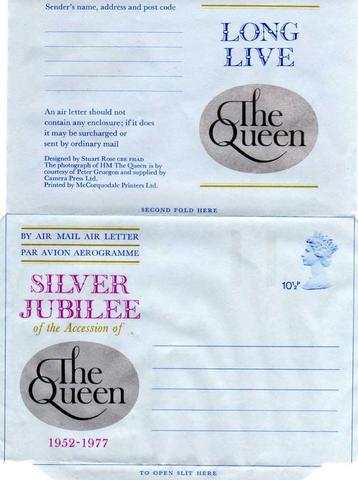 Sender's name, address and post code
LONG
LIVE
The
Queen
An air letter should not
contain any enclosure; if it does
it may be surcharged or
sent by ordinary mail
Designed by Stuart Rose CBE FSIAD
The photograph of HM The Queen is by
courtesy of Peter Grugeon and supplied by
Camera Press Ltd.
Printed by McCorquodale Printers Ltd.
SECOND FOLD HERE
BY AIR MAIL AIR LETTER
PAR AVION AEROGRAMME
SILVER
JUBILEE
of the Accession of
The
Queen
1952-1977
10½P
TO OPEN SLIT HERE